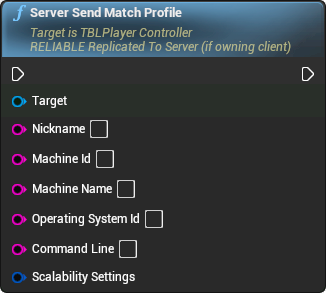 Server Send Match Profile
Target is TBLPlayer Controller
RELIABLE Replicated To Server (if owning client)
Target
Nickname
Machine Id
Machine Name
Operating System Id
Command Line
Scalability Settings